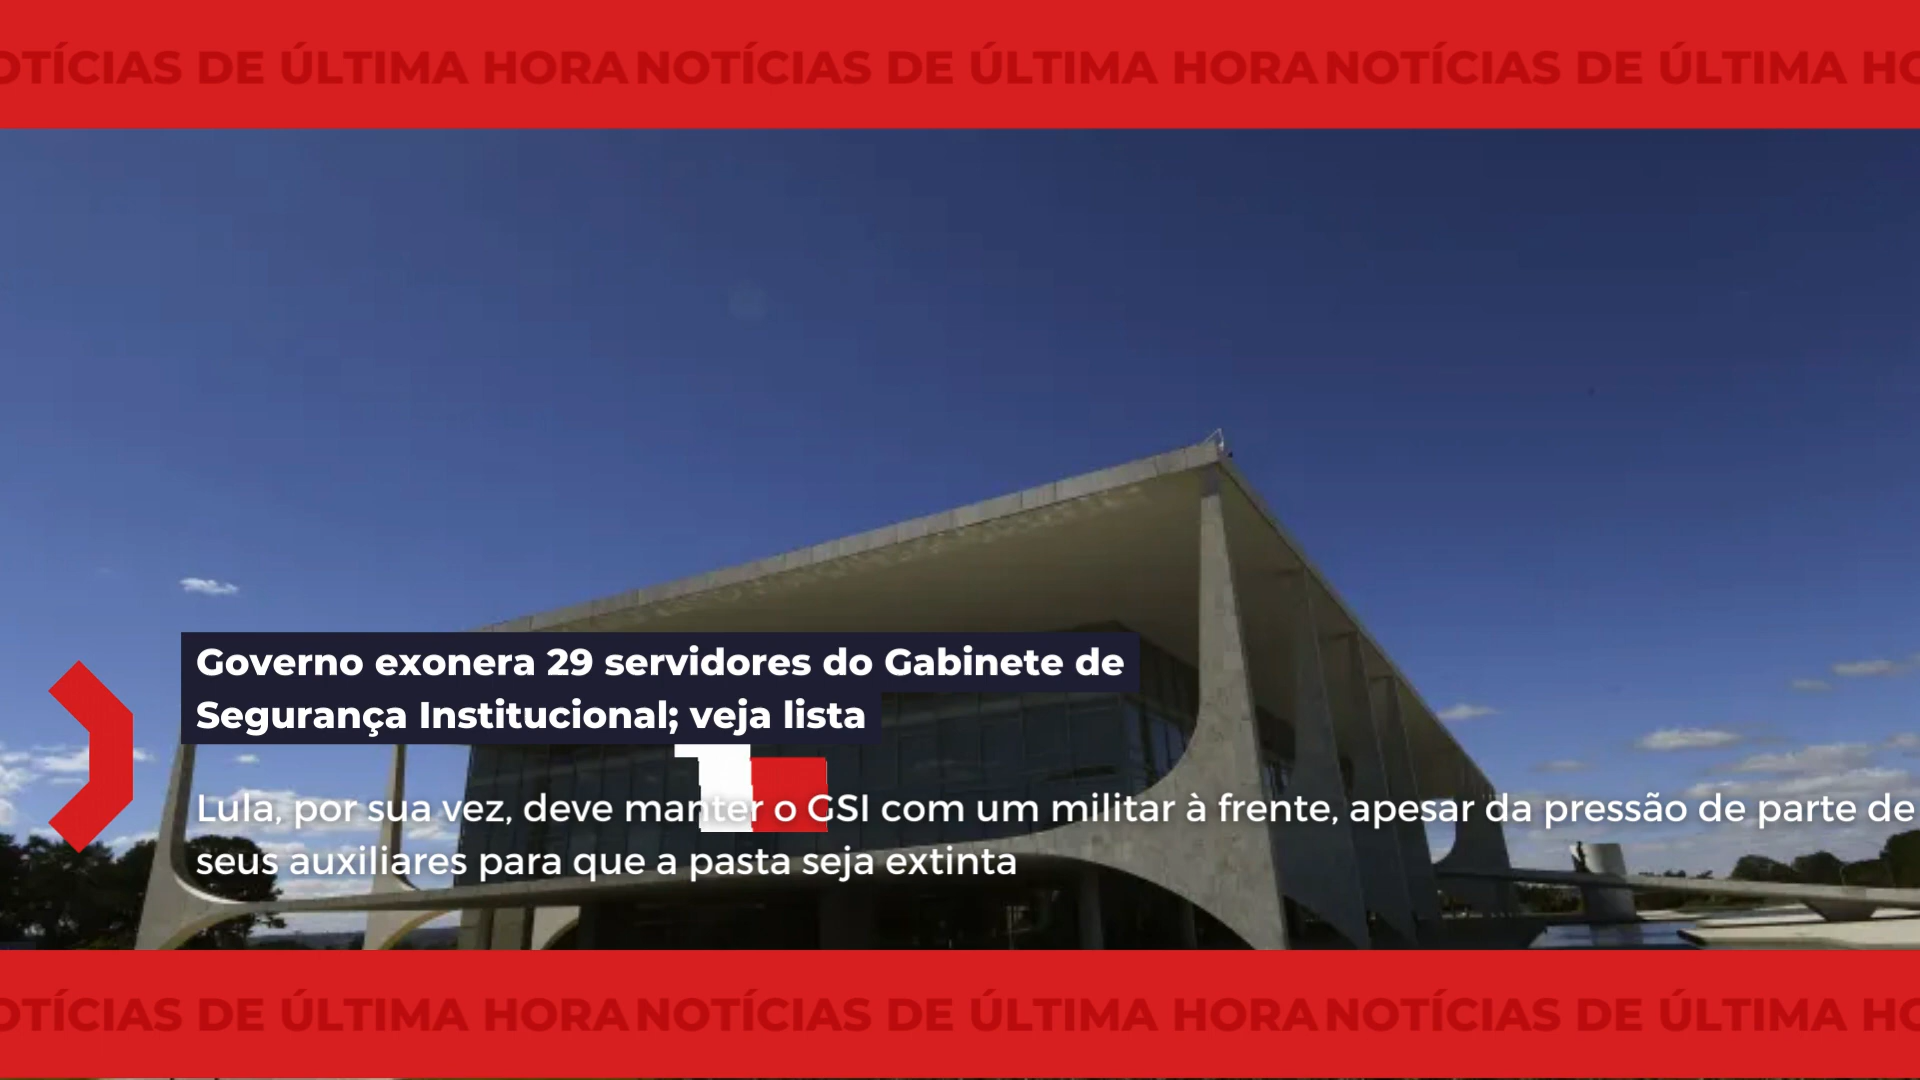 OTÍCIAS DE ÚLTIMA HORA NOTÍCIAS DE ÚLTIMA HORA NOTÍCIAS DE ÚLTIMA HO
Governo exonera 29 servidores do Gabinete de
Segurança Institucional; veja lista
Lula, por sua vez, deve manter o GSI com um militar à frente, apesar da pressão de parte de
seus auxiliares para que a pasta seja extinta
OTÍCIAS DE ÚLTIMA HORA NOTÍCIAS DE ÚLTIMA HORA NOTÍCIAS DE ÚLTIMA HO